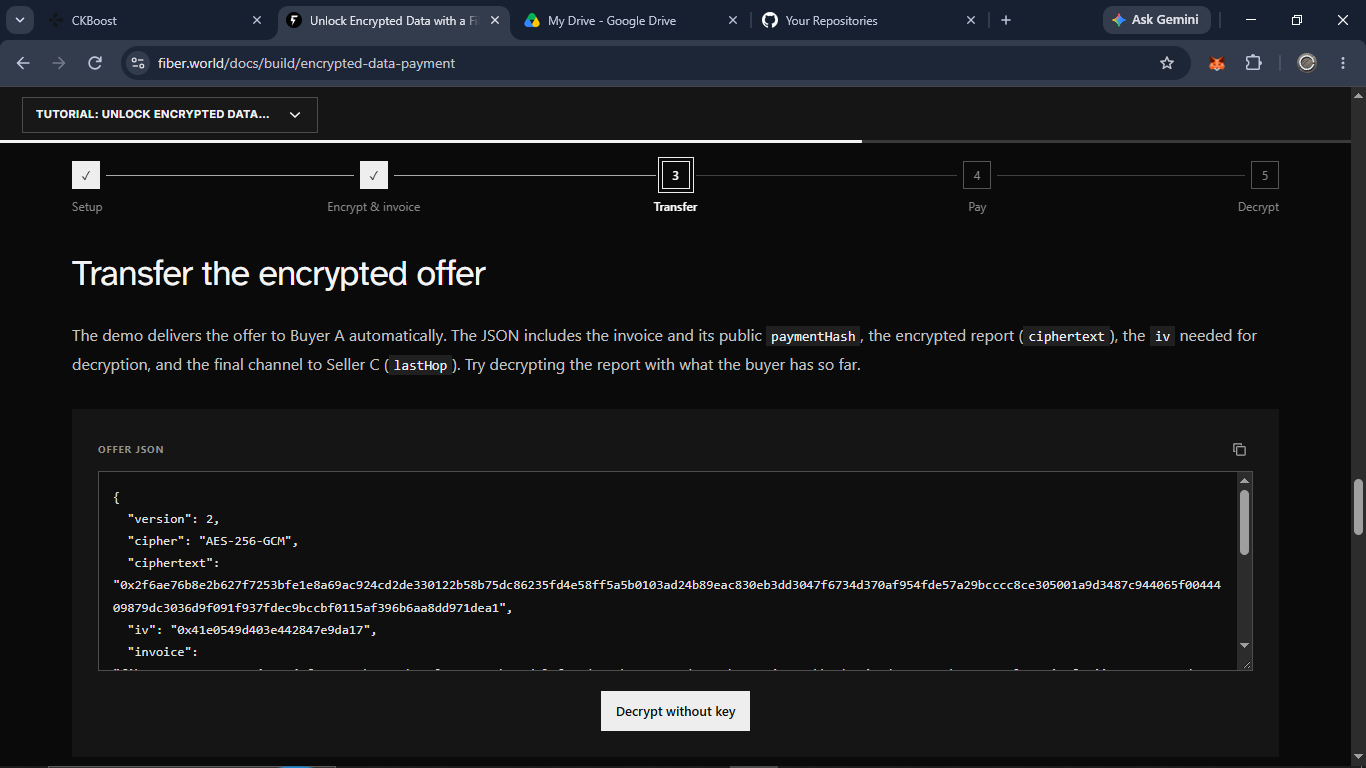 CKBoost
Unlock Encrypted Data with a Fi
My Drive - Google Drive
Your Repositories
Ask Gemini
fiber.world/docs/build/encrypted-data-payment
TUTORIAL: UNLOCK ENCRYPTED DATA...
✓
✓
3
4
5
Setup
Encrypt & invoice
Transfer
Pay
Decrypt
Transfer the encrypted offer
The demo delivers the offer to Buyer A automatically. The JSON includes the invoice and its public paymentHash, the encrypted report (ciphertext), the iv needed for
decryption, and the final channel to Seller C (lastHop). Try decrypting the report with what the buyer has so far.
OFFER JSON
{
"version": 2,
"cipher": "AES-256-GCM",
"ciphertext":
"0x2f6ae76b8e2b627f7253bfe1e8a69ac924cd2de330122b58b75dc86235fd4e58ff5a5b0103ad24b89eac830eb3dd3047f6734d370af954fde57a29bcccc8ce305001a9d3487c944065f00444
09879dc3036d9f091f937fdec9bccbf0115af396b6aa8dd971dea1",
"iv": "0x41e0549d403e442847e9da17",
"invoice":
Decrypt without key